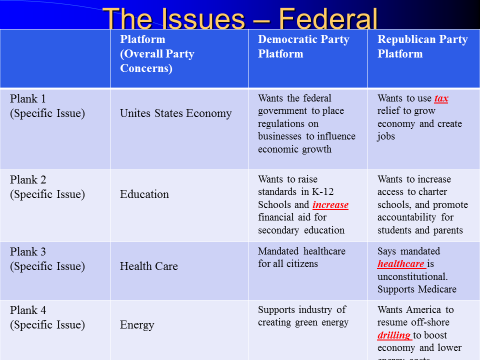 The Issues – Federal
Platform
(Overall Party
Concerns)
Democratic Party
Platform
Republican Party
Platform
Plank 1
(Specific Issue)
Unites States Economy
Wants the federal
government to place
regulations on
businesses to influence
economic growth
Wants to use tax
relief to grow
economy and create
jobs
Plank 2
(Specific Issue)
Education
Wants to raise
standards in K-12
Schools and increase
financial aid for
secondary education
Wants to increase
access to charter
schools, and promote
accountability for
students and parents
Plank 3
(Specific Issue)
Health Care
Mandated healthcare
for all citizens
Says mandated
healthcare is
unconstitutional.
Supports Medicare
Plank 4
(Specific Issue)
Energy
Supports industry of
creating green energy
Wants America to
resume off-shore
drilling to boost
economy and lower